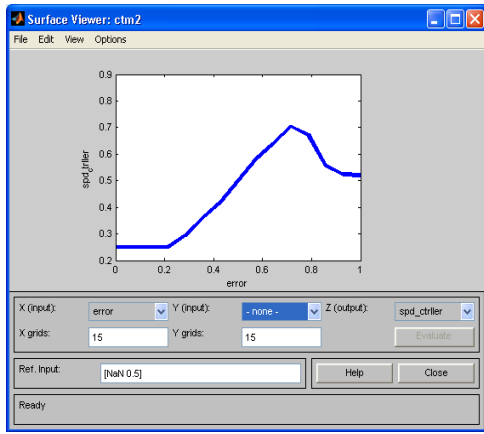 Surface Viewer: ctm2
File Edit View Options
0.9
0.8
0.7
0.6
0.5
0.4
0.3
0.2
spd_ctrller
0 0.2 0.4 0.6 0.8 1
error
X (input): error Y (input): - none - Z (output): spd_ctrller
X grids: 15 Y grids: 15 Evaluate
Ref. Input: [NaN 0.5] Help Close
Ready